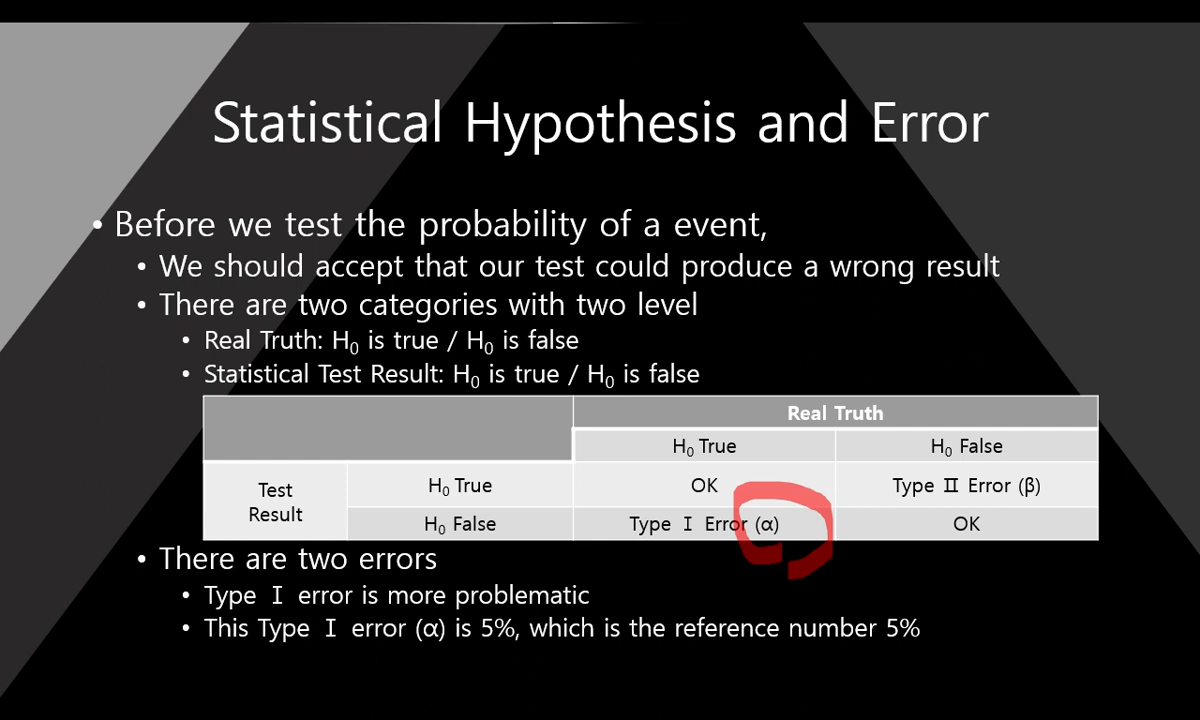 Statistical Hypothesis and Error
• Before we test the probability of a event,
• We should accept that our test could produce a wrong result
• There are two categories with two level
• Real Truth: H₀ is true / H₀ is false
• Statistical Test Result: H₀ is true / H₀ is false
Real Truth
H₀ True H₀ False
Test Result H₀ True OK Type Ⅱ Error (β)
H₀ False Type Ⅰ Error (α) OK
• There are two errors
• Type Ⅰ error is more problematic
• This Type Ⅰ error (α) is 5%, which is the reference number 5%